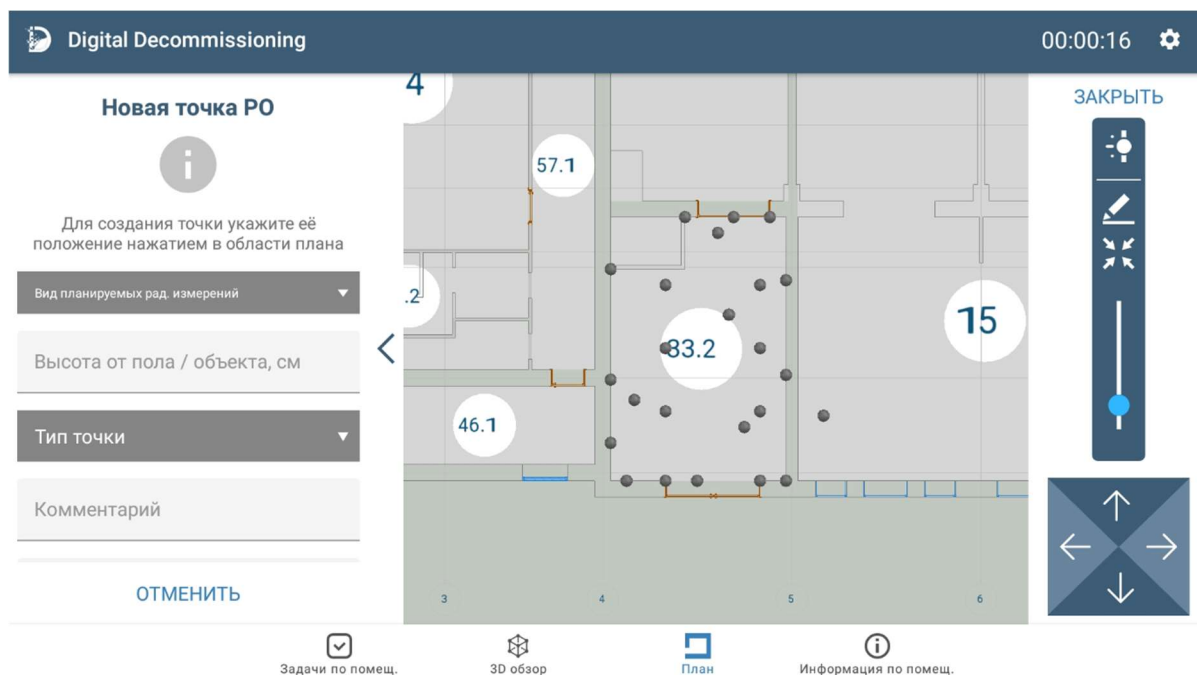 Digital Decommissioning
00:00:16
Новая точка РО
i
Для создания точки укажите её
положение нажатием в области плана
Вид планируемых рад. измерений
Высота от пола / объекта, см
Тип точки
Комментарий
ОТМЕНИТЬ
4
57.1
.2
33.2
15
46.1
3
4
5
6
ЗАКРЫТЬ
Задачи по помещ.
3D обзор
План
Информация по помещ.